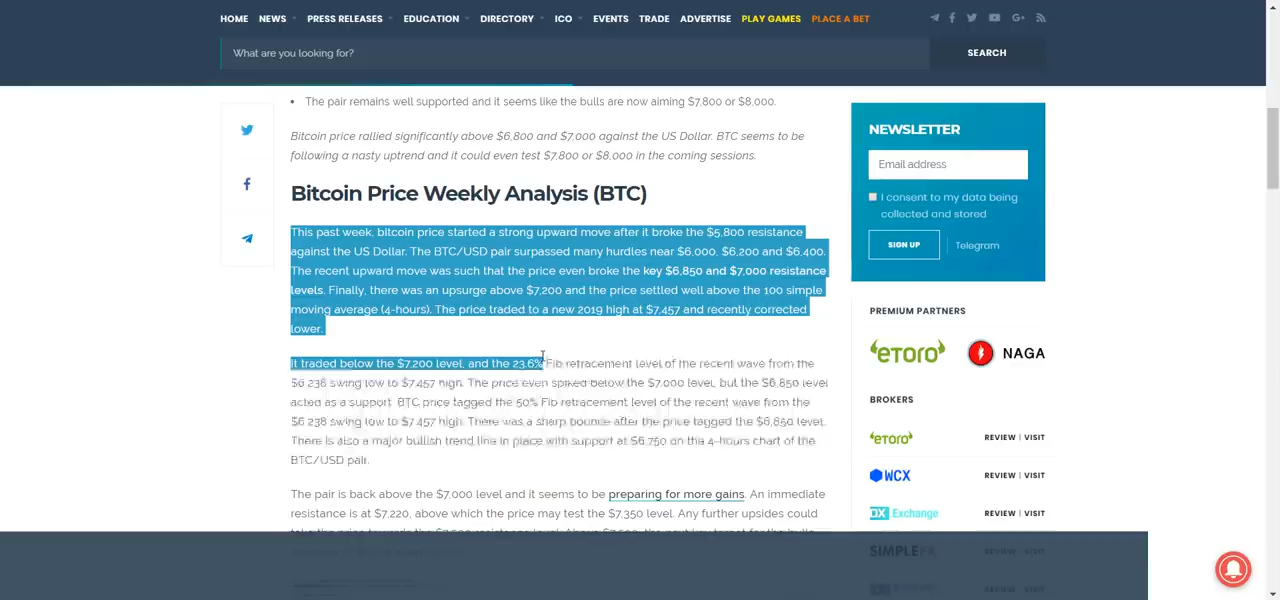 HOME NEWS PRESS RELEASES EDUCATION DIRECTORY ICO EVENTS TRADE ADVERTISE PLAY GAMES PLACE A BET
What are you looking for? SEARCH
• The pair remains well supported and it seems like the bulls are now aiming $7,800 or $8,000.
Bitcoin price rallied significantly above $6,800 and $7,000 against the US Dollar. BTC seems to be
following a nasty uptrend and it could even test $7,800 or $8,000 in the coming sessions.
Bitcoin Price Weekly Analysis (BTC)
This past week, bitcoin price started a strong upward move after it broke the $5,800 resistance
against the US Dollar. The BTC/USD pair surpassed many hurdles near $6,000, $6,200 and $6,400.
The recent upward move was such that the price even broke the key $6,850 and $7,000 resistance
levels. Finally, there was an upsurge above $7,200 and the price settled well above the 100 simple
moving average (4-hours). The price traded to a new 2019 high at $7,457 and recently corrected
lower.
It traded below the $7,200 level, and the 23.6% Fib retracement level of the recent wave from the
$6,238 swing low to $7,457 high. The price even spiked below the $7,000 level, but the $6,850 level
acted as a support. BTC price tagged the 50% Fib retracement level of the recent wave from the
$6,238 swing low to $7,457 high. There was a sharp bounce after the price tagged the $6,850 level.
There is also a major bullish trend line in place with support at $6,750 on the 4-hours chart of the
BTC/USD pair.
The pair is back above the $7,000 level and it seems to be preparing for more gains. An immediate
resistance is at $7,220, above which the price may test the $7,350 level. Any further upsides could
NEWSLETTER
Email address
I consent to my data being
collected and stored
SIGN UP Telegram
PREMIUM PARTNERS
etoro NAGA
BROKERS
etoro REVIEW | VISIT
WCX REVIEW | VISIT
DX Exchange REVIEW | VISIT
SIMPLEFX REVIEW | VISIT
REVIEW | VISIT